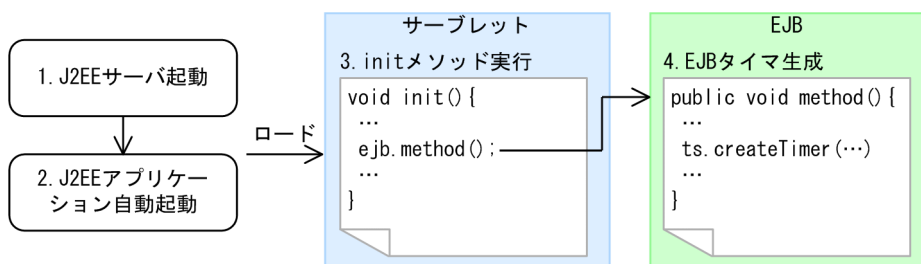 1.J2EEサーバ起動
2.J2EEアプリケー
ション自動起動
ロード
サーブレット
3.initメソッド実行
void init(){
…
ejb.method();
…
}
EJB
4.EJBタイマ生成
public void method(){
…
ts.createTimer(…)
…
}